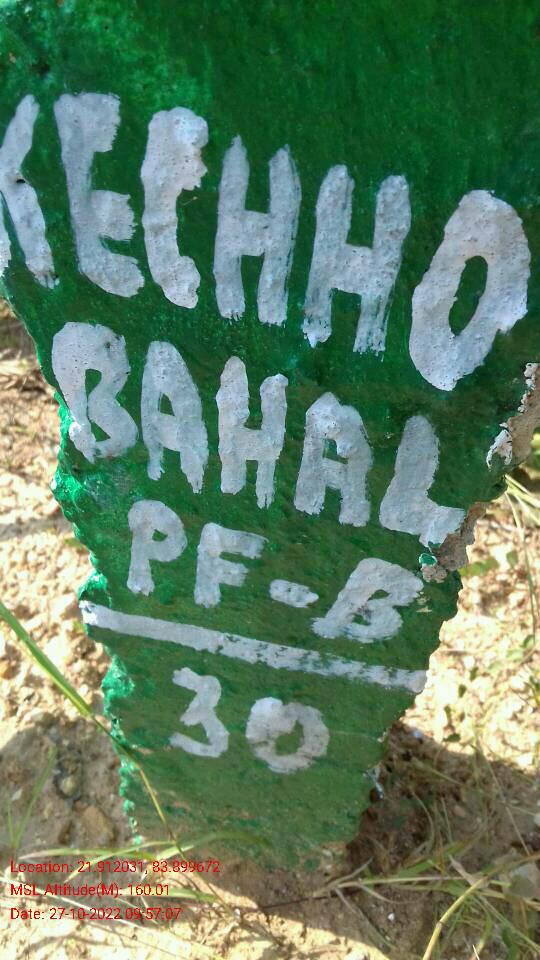 KECHHO
BAHAL
PF-B
30
Location: 21.912031, 83.899672
MSL Altitude(M): 160.01
Date: 27-10-2022 09:57:07